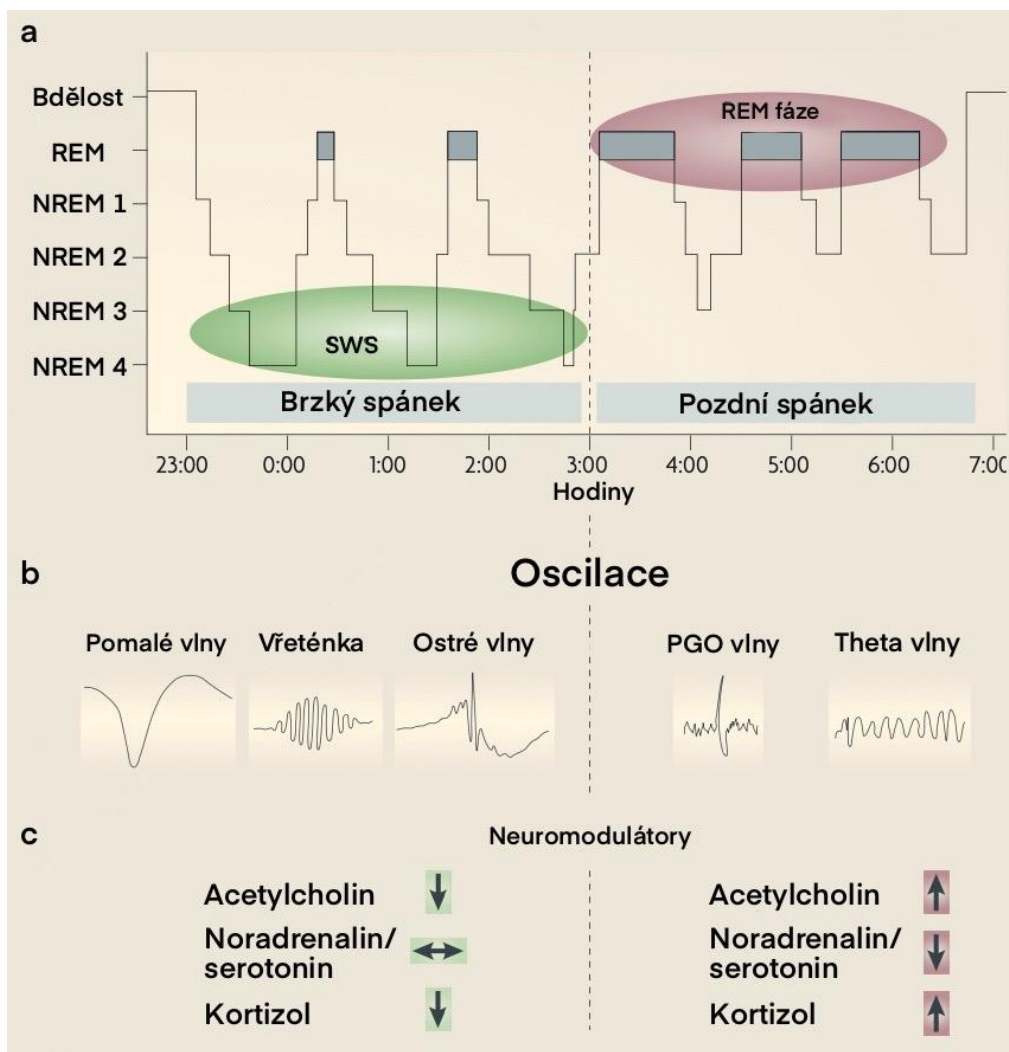 a
Bdělost
REM
NREM 1
NREM 2
NREM 3
NREM 4
REM fáze
SWS
Brzký spánek
Pozdní spánek
23:00 0:00 1:00 2:00 3:00 4:00 5:00 6:00 7:00
Hodiny
b
Oscilace
Pomalé vlny
Vřeténka
Ostré vlny
PGO vlny
Theta vlny
c
Neuromodulátory
Acetylcholin
Noradrenalin/
serotonin
Kortizol
Acetylcholin
Noradrenalin/
serotonin
Kortizol